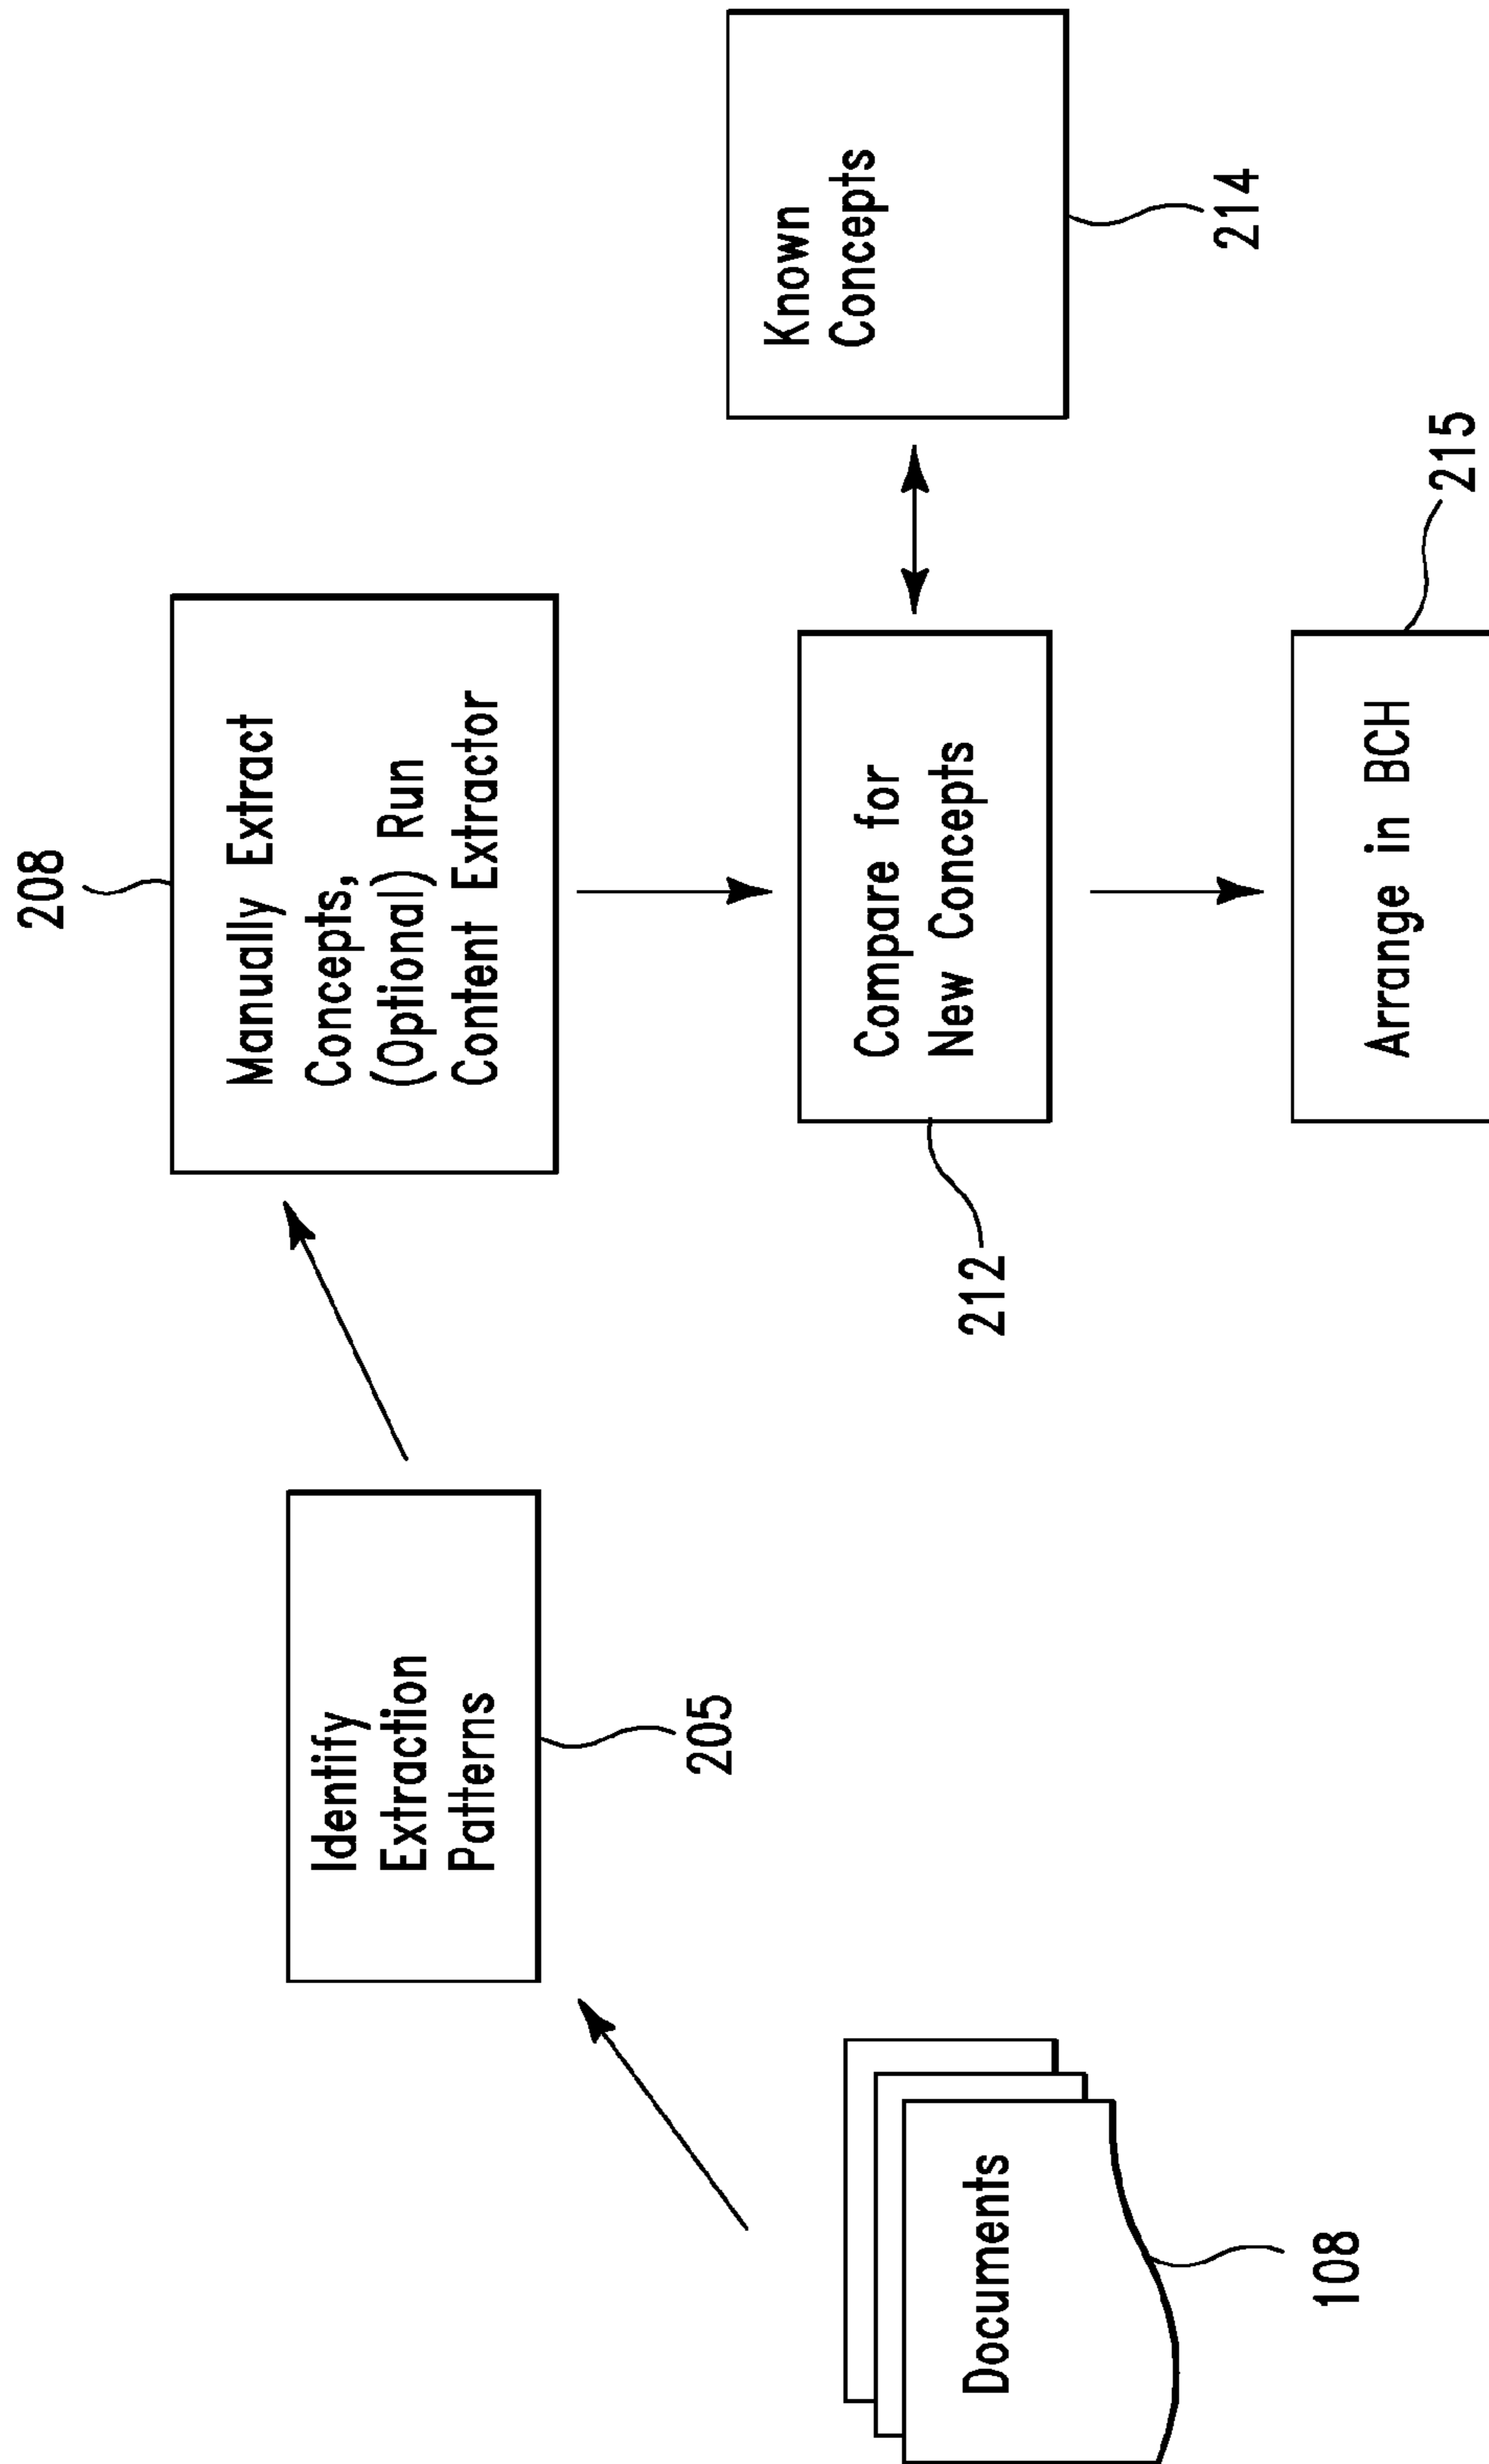 208
Manually Extract
Concepts,
(Optional) Run
Content Extractor
Identify
Extraction
Patterns
205
Known
Concepts
214
Compare for
New Concepts
212
Documents
108
Arrange in BCH
215